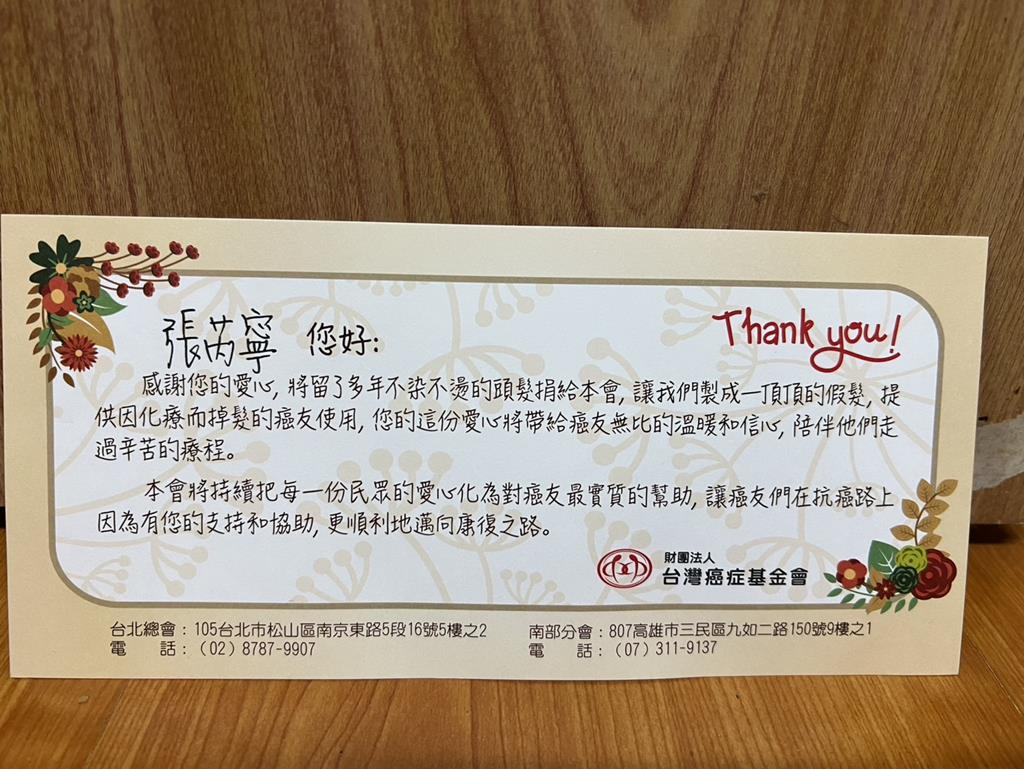 張芮寧 您好:
Thank you!
感謝您的愛心, 將留了多年不染不燙的頭髮捐給本會, 讓我們製成一頂頂的假髮, 提
供因化療而掉髮的癌友使用, 您的這份愛心將帶給癌友無比的溫暖和信心, 陪伴他們走
過辛苦的療程。
本會將持續把每一份民眾的愛心化為對癌友最實質的幫助, 讓癌友們在抗癌路上
因為有您的支持和協助, 更順利地邁向康復之路。
財團法人
台灣癌症基金會
台北總會：105台北市松山區南京東路5段16號5樓之2
電　話：（02）8787-9907
南部分會：807高雄市三民區九如二路150號9樓之1
電　話：（07）311-9137